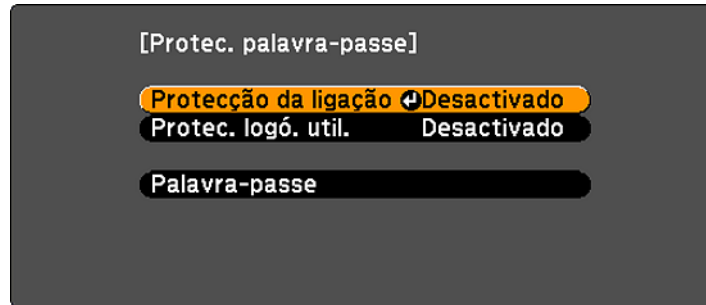 [Protec. palavra-passe]
Protecção da ligação Desactivado
Protec. logó. util. Desactivado
Palavra-passe